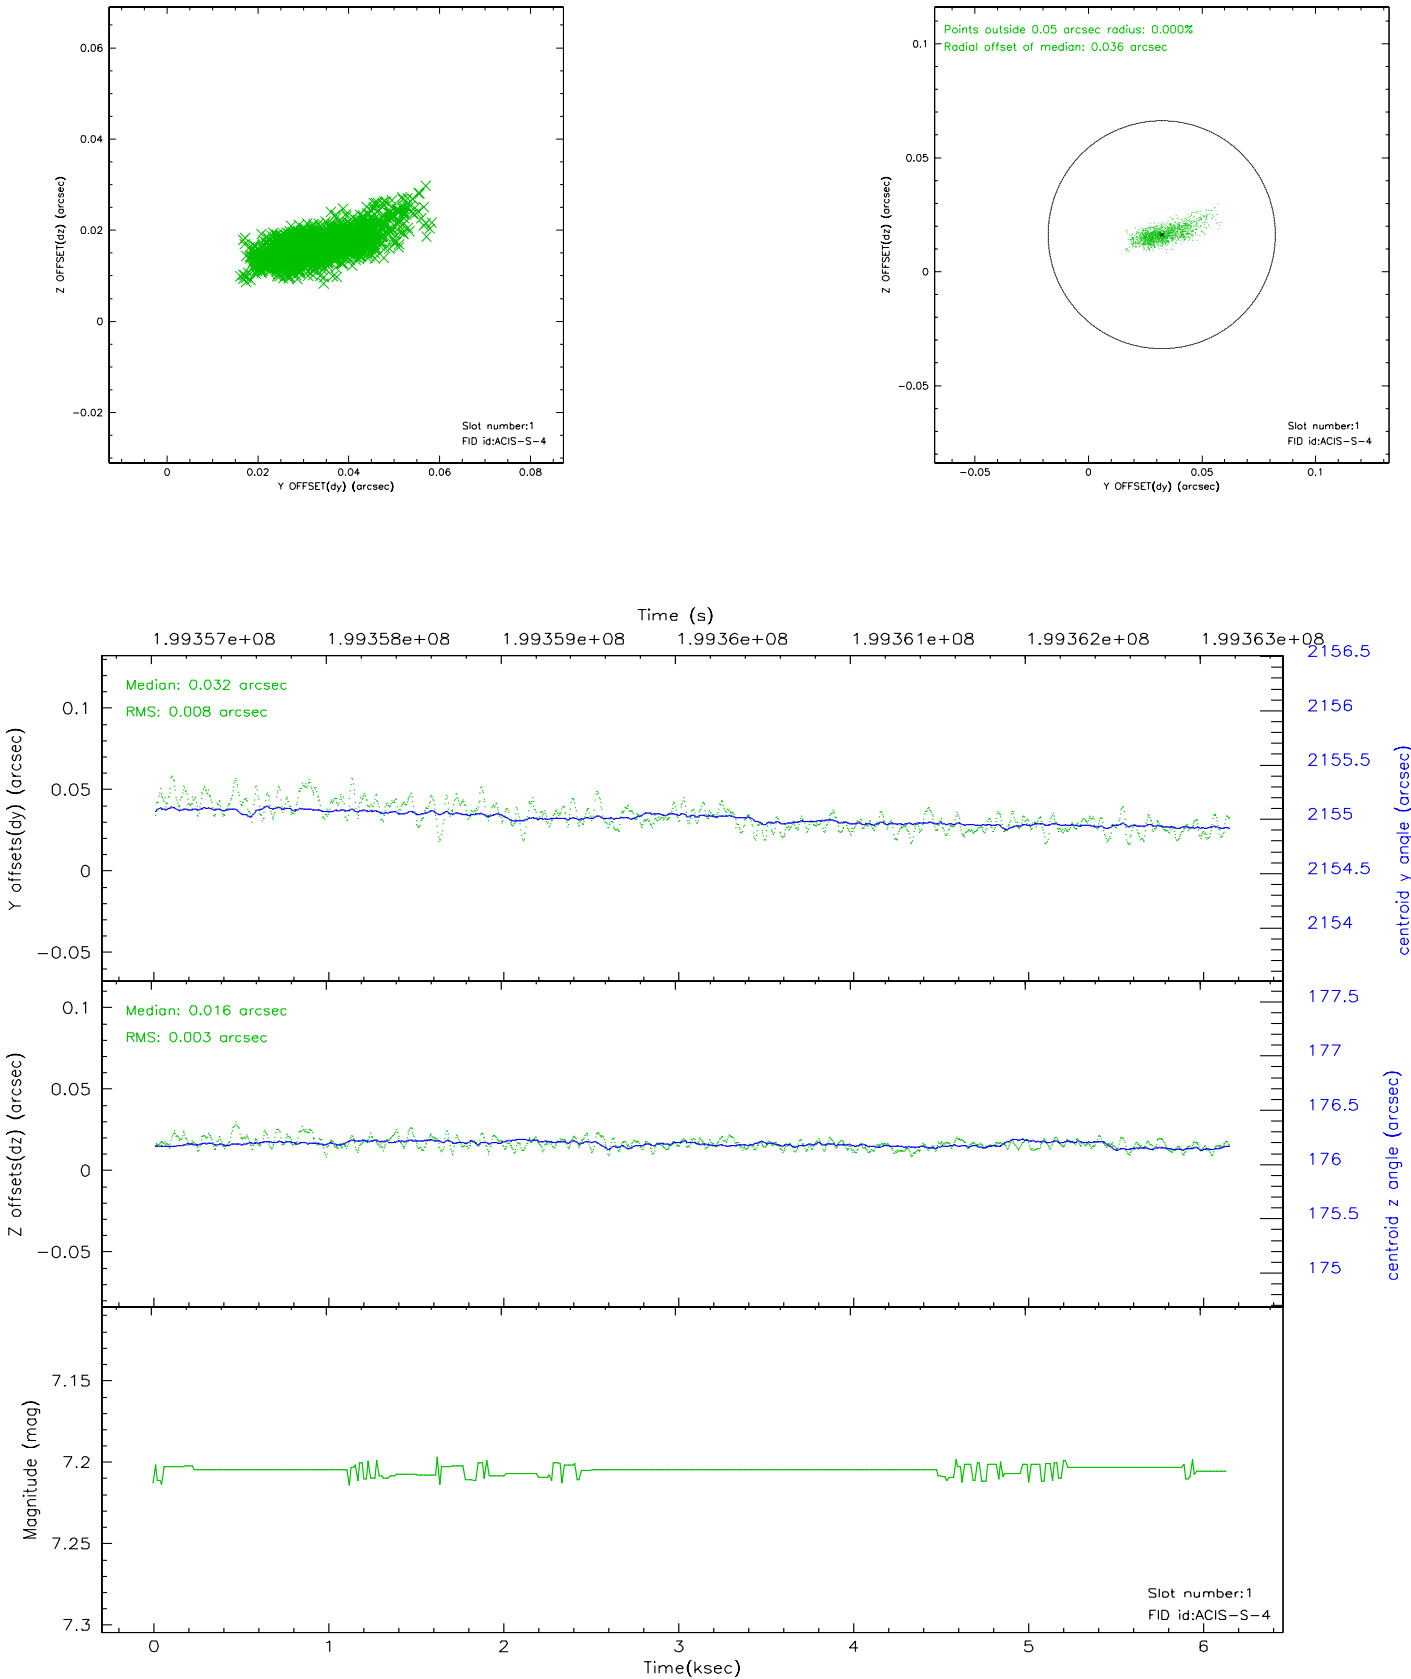 0.06
0.04
0.02
0
−0.02
Z OFFSET(dz) (arcsec)
Slot number:1
FID id:ACIS−S−4
0 0.02 0.04 0.06 0.08
Y OFFSET(dy) (arcsec)
Points outside 0.05 arcsec radius: 0.000%
Radial offset of median: 0.036 arcsec
0.1
0.05
0
−0.05
Z OFFSET(dz) (arcsec)
Slot number:1
FID id:ACIS−S−4
−0.05 0 0.05 0.1
Y OFFSET(dy) (arcsec)
Time (s)
1.99357e+08 1.99358e+08 1.99359e+08 1.9936e+08 1.99361e+08 1.99362e+08 1.99363e+08
Median: 0.032 arcsec
RMS: 0.008 arcsec
0.1
0.05
0
−0.05
Y offsets(dy) (arcsec)
2156.5
2156
2155.5
2155
2154.5
2154
centroid y angle (arcsec)
Median: 0.016 arcsec
RMS: 0.003 arcsec
0.1
0.05
0
−0.05
Z offsets(dz) (arcsec)
177.5
177
176.5
176
175.5
175
centroid z angle (arcsec)
7.15
7.2
7.25
7.3
Magnitude (mag)
Slot number:1
FID id:ACIS−S−4
0 1 2 3 4 5 6
Time(ksec)